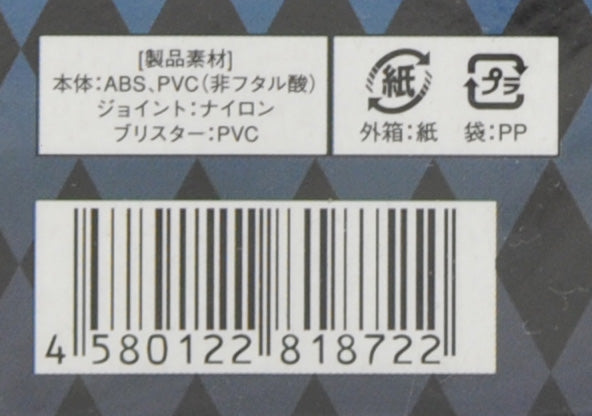 [製品素材]
本体:ABS、PVC(非フタル酸)
ジョイント:ナイロン
ブリスター:PVC
紙
プラ
外箱:紙 袋:PP
4 580122 818722